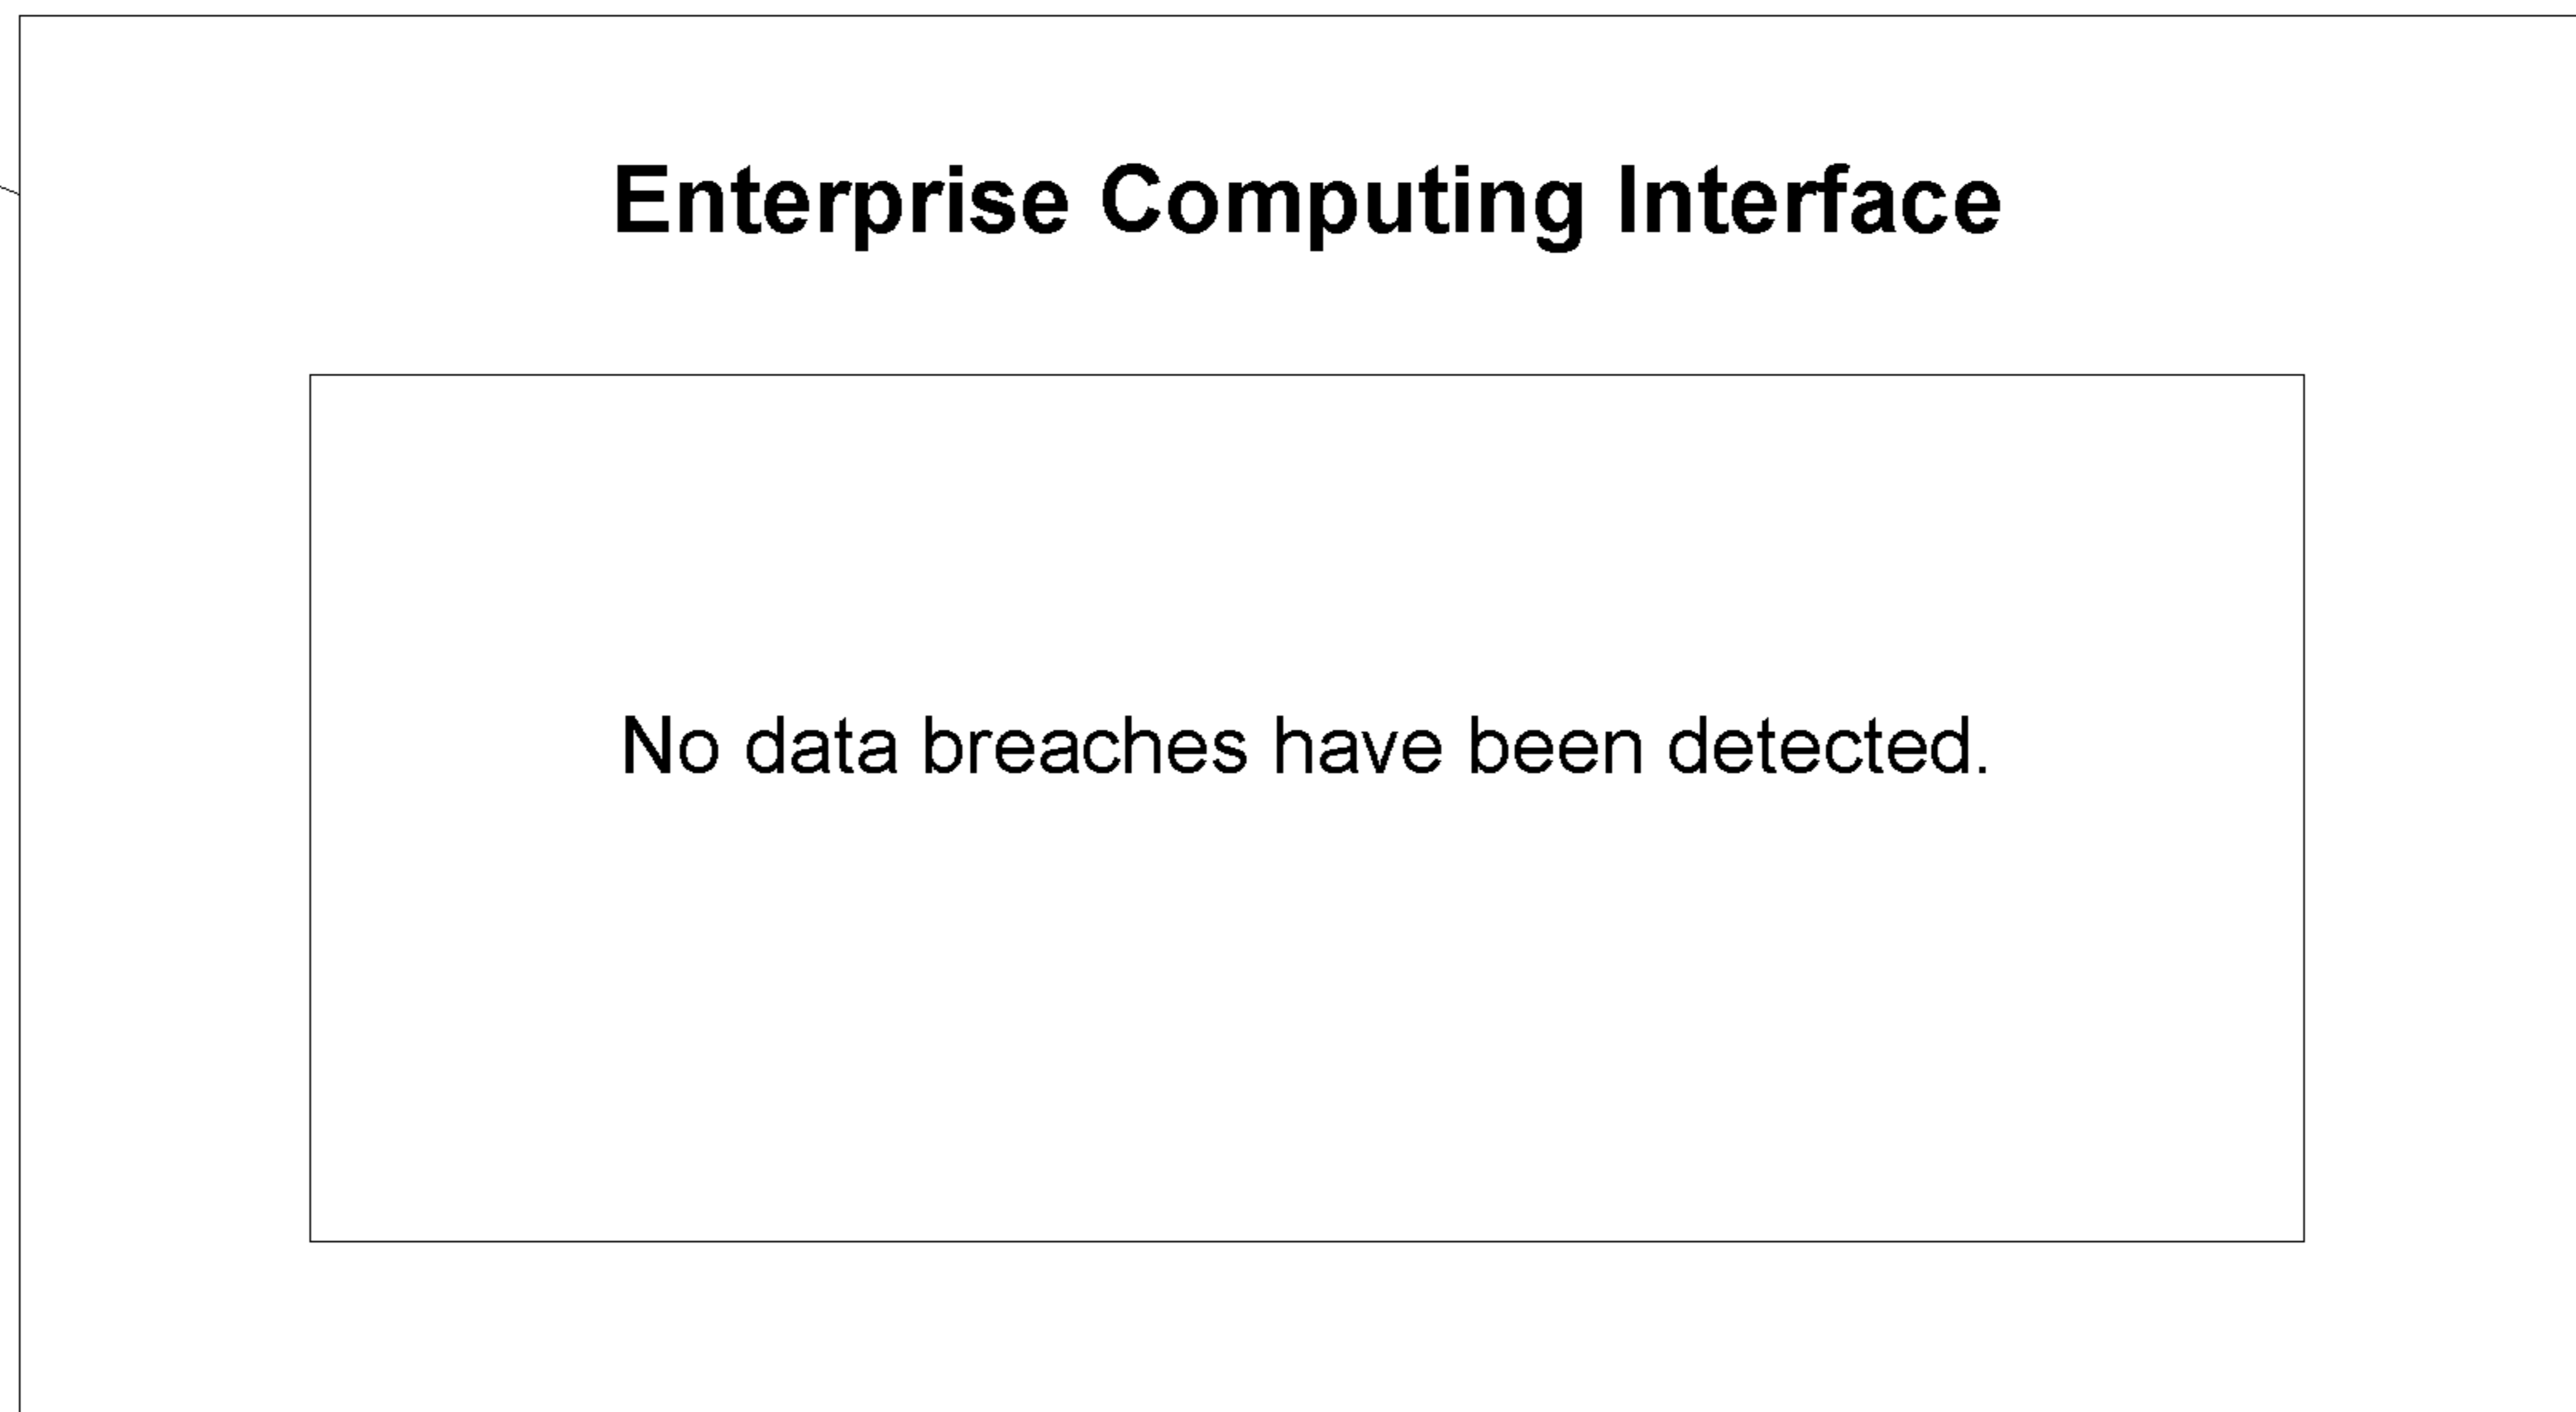 Enterprise Computing Interface
No data breaches have been detected.